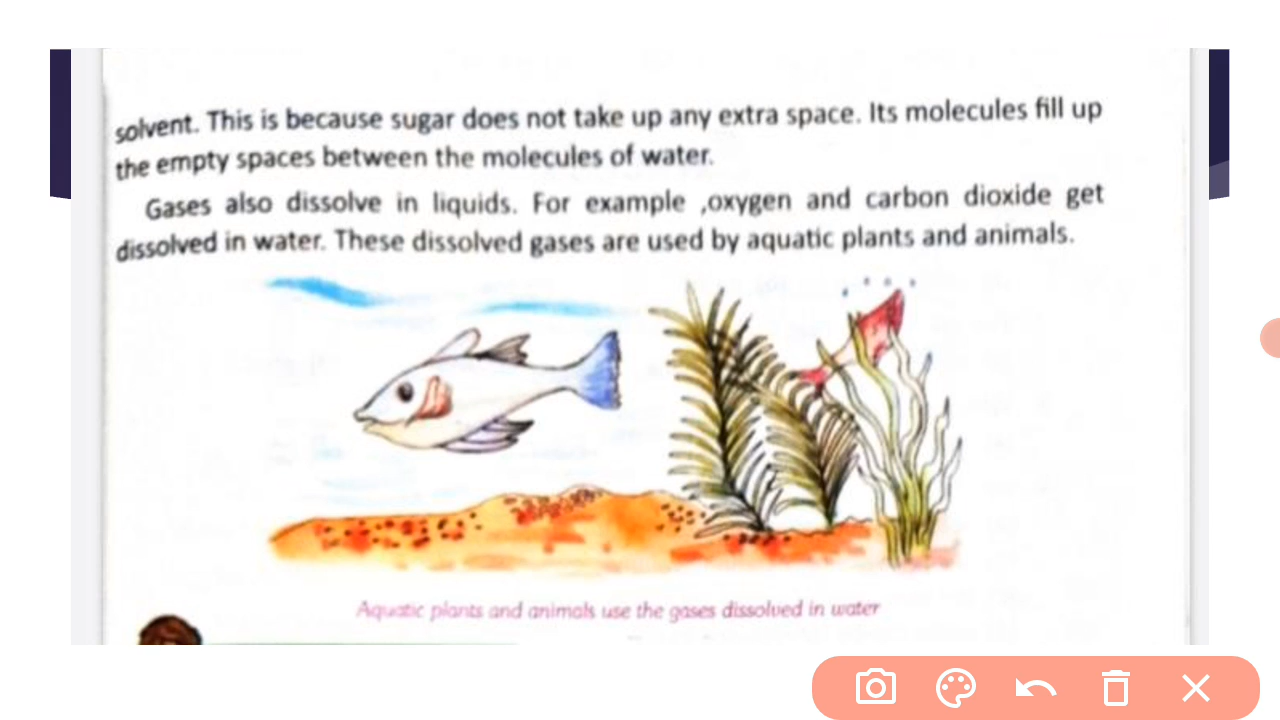 solvent. This is because sugar does not take up any extra space. Its molecules fill up
the empty spaces between the molecules of water.
Gases also dissolve in liquids. For example ,oxygen and carbon dioxide get
dissolved in water. These dissolved gases are used by aquatic plants and animals.
Aquatic plants and animals use the gases dissolved in water